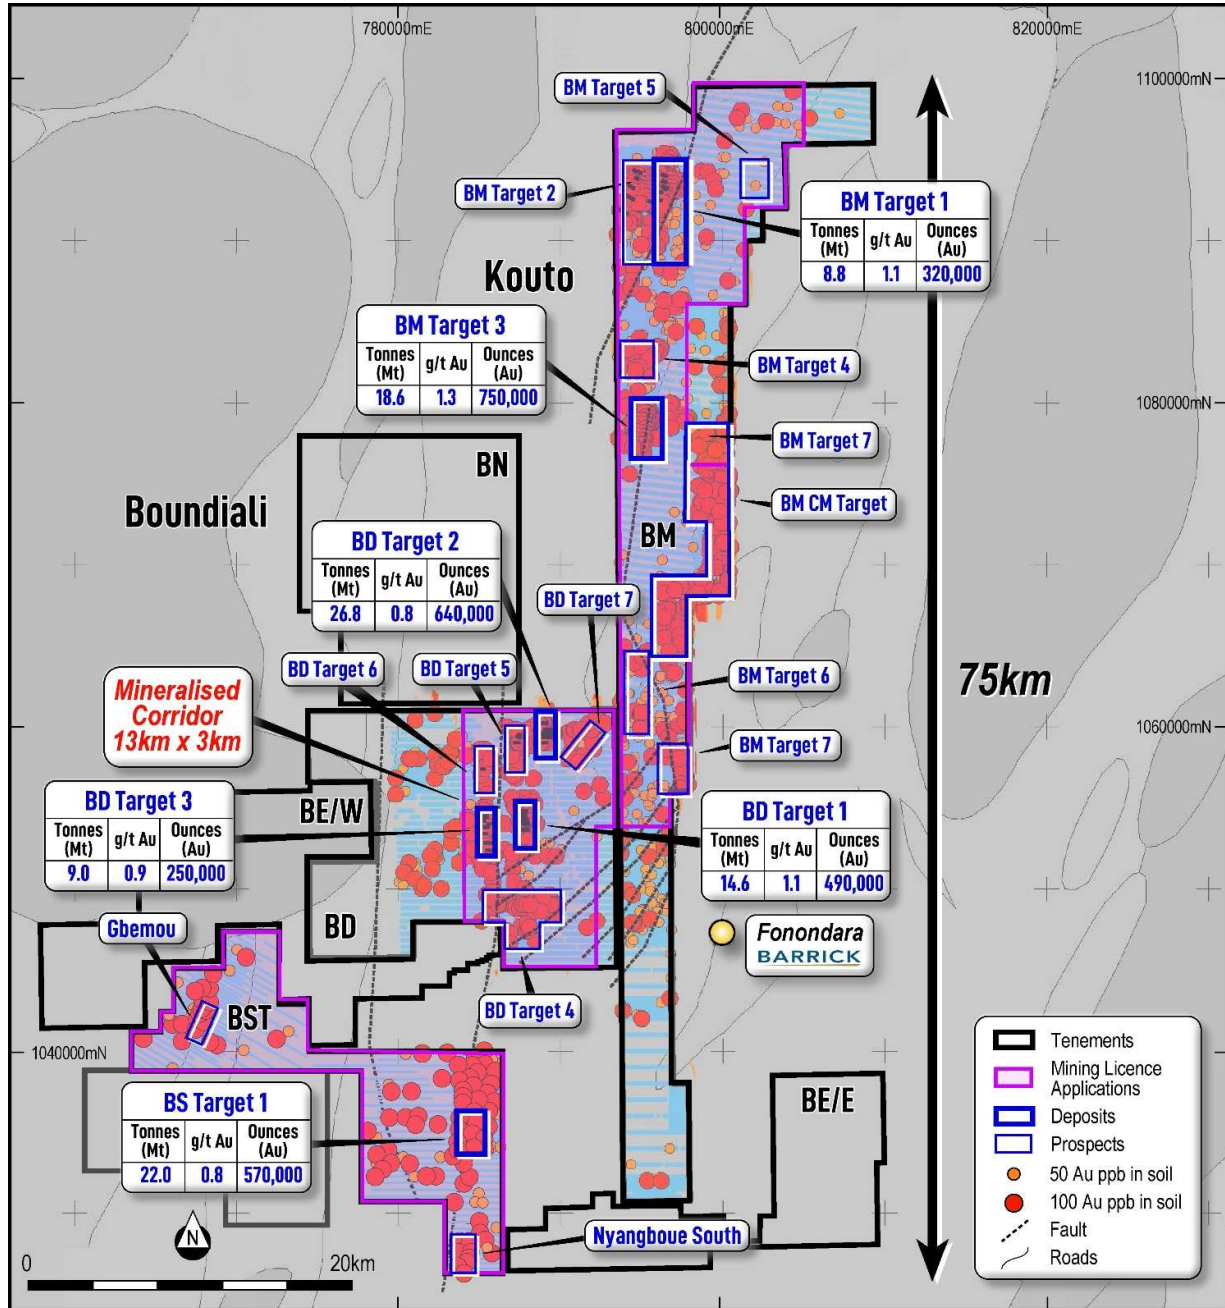 780000mE
800000mE
820000mE
1100000mN
BM Target 5
BM Target 2
BM Target 1
Tonnes (Mt) g/t Au Ounces (Au)
8.8 1.1 320,000
Kouto
BM Target 3
Tonnes (Mt) g/t Au Ounces (Au)
18.6 1.3 750,000
BM Target 4
1080000mN
BM Target 7
BN
BM CM Target
Boundiali
BM
BD Target 2
Tonnes (Mt) g/t Au Ounces (Au)
26.8 0.8 640,000
BD Target 7
BD Target 6
BD Target 5
Mineralised
Corridor
13km x 3km
BM Target 6
75km
1060000mN
BM Target 7
BD Target 3
Tonnes (Mt) g/t Au Ounces (Au)
9.0 0.9 250,000
BE/W
BD Target 1
Tonnes (Mt) g/t Au Ounces (Au)
14.6 1.1 490,000
Gbemou
BD
Fonondara
BARRICK
BST
BD Target 4
1040000mN
BS Target 1
Tonnes (Mt) g/t Au Ounces (Au)
22.0 0.8 570,000
BE/E
Nyangboue South
N
0 20km
Tenements
Mining Licence
Applications
Deposits
Prospects
50 Au ppb in soil
100 Au ppb in soil
Fault
Roads